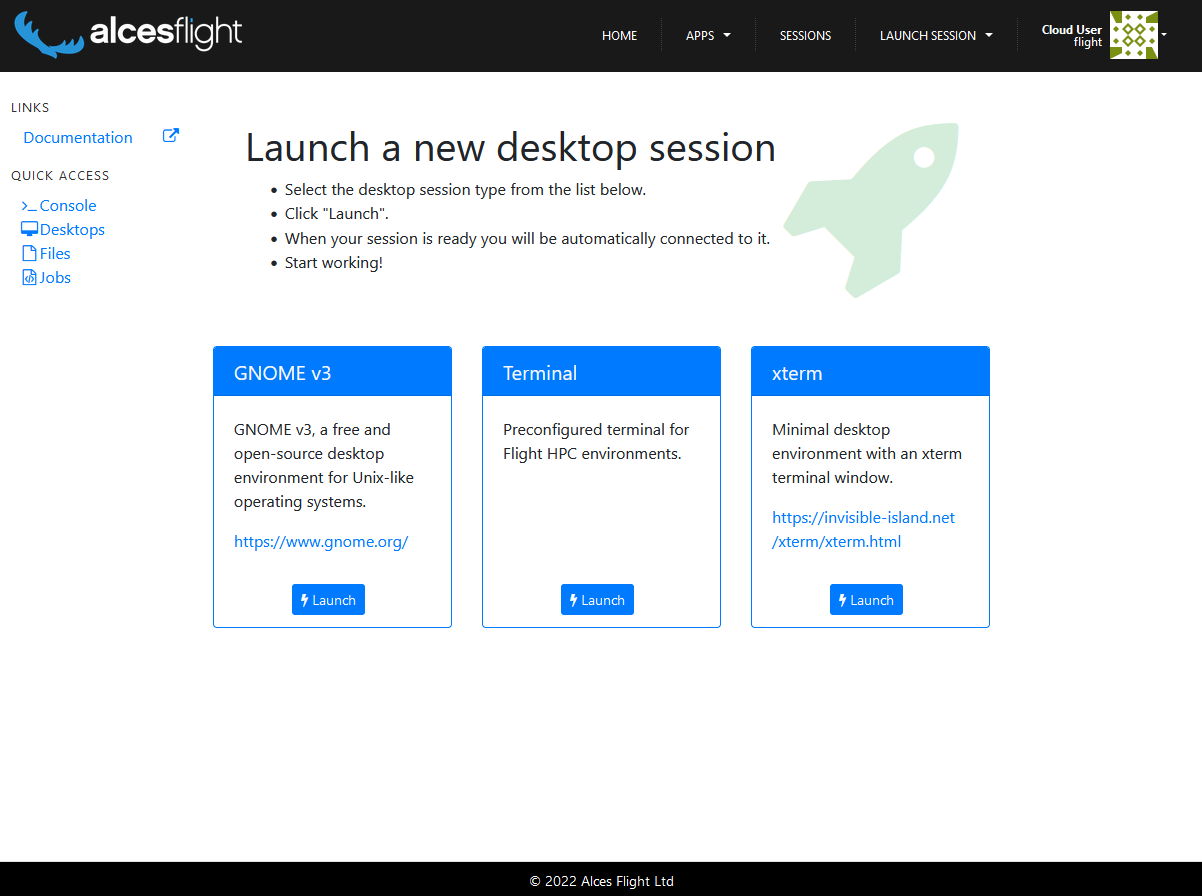 alcesflight
HOME
APPS
SESSIONS
LAUNCH SESSION
Cloud User
flight
LINKS
Documentation
QUICK ACCESS
Console
Desktops
Files
Jobs
Launch a new desktop session
• Select the desktop session type from the list below.
• Click "Launch".
• When your session is ready you will be automatically connected to it.
• Start working!
GNOME v3
GNOME v3, a free and
open-source desktop
environment for Unix-like
operating systems.
https://www.gnome.org/
Launch
Terminal
Preconfigured terminal for
Flight HPC environments.
Launch
xterm
Minimal desktop
environment with an xterm
terminal window.
https://invisible-island.net
/xterm/xterm.html
Launch
© 2022 Alces Flight Ltd